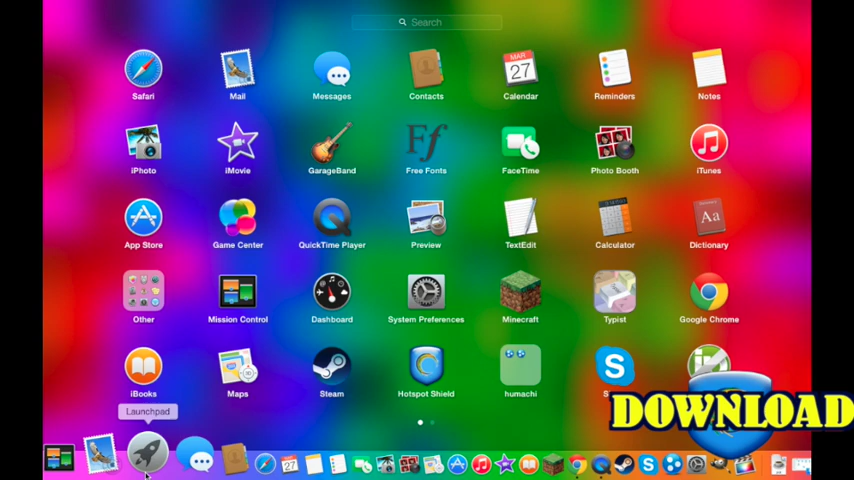 Search
Safari
Mail
Messages
Contacts
MAR
27
Calendar
Reminders
Notes
iPhoto
iMovie
GarageBand
Ff
Free Fonts
FaceTime
Photo Booth
iTunes
App Store
Game Center
QuickTime Player
Preview
TextEdit
Calculator
Aa
Dictionary
Other
Mission Control
Dashboard
System Preferences
Minecraft
Typist
Google Chrome
iBooks
3D
Maps
Steam
Hotspot Shield
humachi
S
DOWNLOAD
Launchpad
27